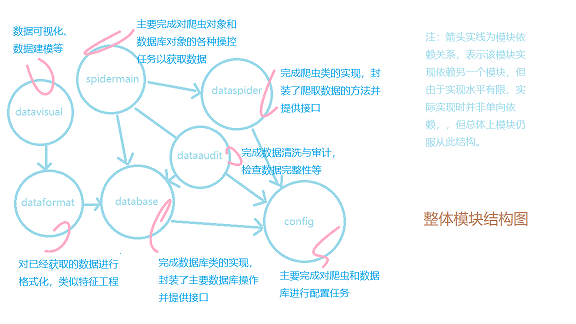 数据可视化、
数据建模等
主要完成对爬虫对象和
数据库对象的各种操控
任务以获取数据
注：箭头实线为模块依
赖关系，表示该模块实
现依赖另一个模块，但
由于实现水平有限，实
际实现时并非单向依
赖，，但总体上模块仍
服从此结构。
spidermain
datavisual
dataspider
完成爬虫类的实现，封
装了爬取数据的方法并
提供接口
dataaudit
完成数据清洗与审计，
检查数据完整性等
dataformat
database
config
整体模块结构图
对已经获取的数据进行
格式化，类似特征工程
完成数据库类的实现，
封装了主要数据库操作
并提供接口
主要完成对爬虫和数据
库进行配置任务